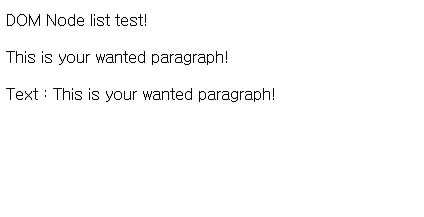 DOM Node list test!
This is your wanted paragraph!
Text : This is your wanted paragraph!